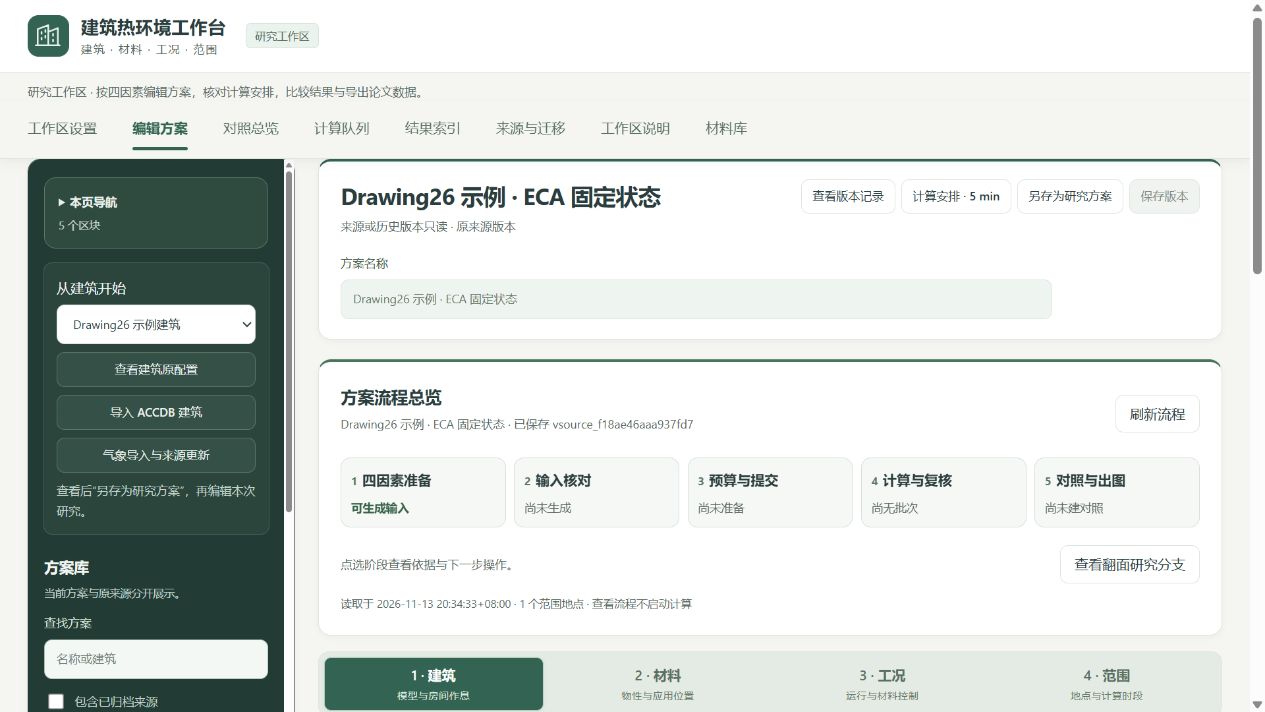 建筑热环境工作台
建筑 · 材料 · 工况 · 范围
研究工作区
研究工作区 · 按四因素编辑方案，核对计算安排，比较结果与导出论文数据。
工作区设置
编辑方案
对照总览
计算队列
结果索引
来源与迁移
工作区说明
材料库
本页导航
5 个区块
从建筑开始
Drawing26 示例建筑
查看建筑原配置
导入 ACCDB 建筑
气象导入与来源更新
查看后“另存为研究方案”，再编辑本次
研究。
方案库
当前方案与原来源分开展示。
查找方案
名称或建筑
包含已归档来源
Drawing26 示例 · ECA 固定状态
来源或历史版本只读 · 原来源版本
查看版本记录
计算安排 · 5 min
另存为研究方案
保存版本
方案名称
Drawing26 示例 · ECA 固定状态
方案流程总览
Drawing26 示例 · ECA 固定状态 · 已保存 vsource_f18ae46aaa937fd7
刷新流程
1 四因素准备
可生成输入
2 输入核对
尚未生成
3 预算与提交
尚未准备
4 计算与复核
尚无批次
5 对照与出图
尚未建对照
点选阶段查看依据与下一步操作。
查看翻面研究分支
读取于 2026-11-13 20:34:33+08:00 · 1 个范围地点 · 查看流程不启动计算
1 · 建筑
模型与房间作息
2 · 材料
物性与应用位置
3 · 工况
运行与材料控制
4 · 范围
地点与计算时段